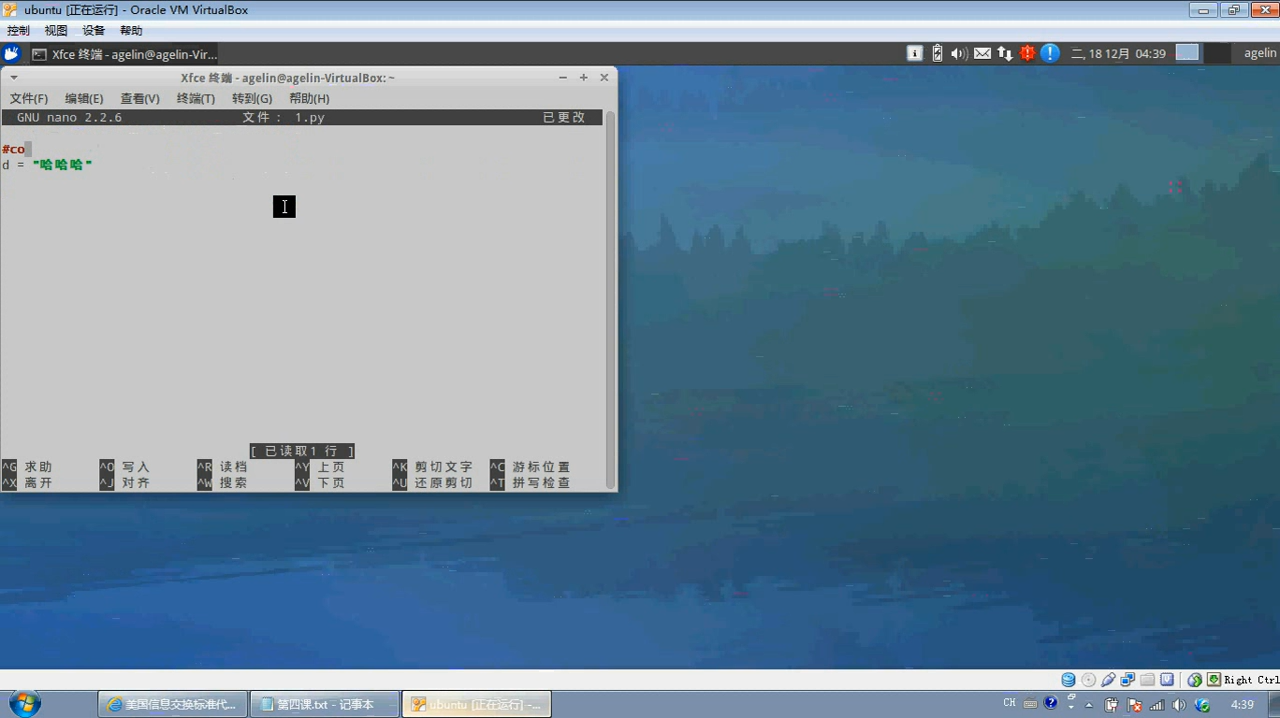 ubuntu [正在运行] - Oracle VM VirtualBox
控制 视图 设备 帮助
Xfce 终端 - agelin@agelin-Vir... 二, 18 12月 04:39 agelin
Xfce 终端 - agelin@agelin-VirtualBox: ~
文件(F) 编辑(E) 查看(V) 终端(T) 转到(G) 帮助(H)
GNU nano 2.2.6 文件： 1.py 已更改
#co
d = "哈哈哈"
[ 已读取1 行 ]
^G 求助 ^O 写入 ^R 读档 ^Y 上页 ^K 剪切文字 ^C 游标位置
^X 离开 ^J 对齐 ^W 搜索 ^V 下页 ^U 还原剪切 ^T 拼写检查
Right Ctrl
美国信息交换标准代... 第四课.txt - 记事本 ubuntu [正在运行] -... CH 4:39